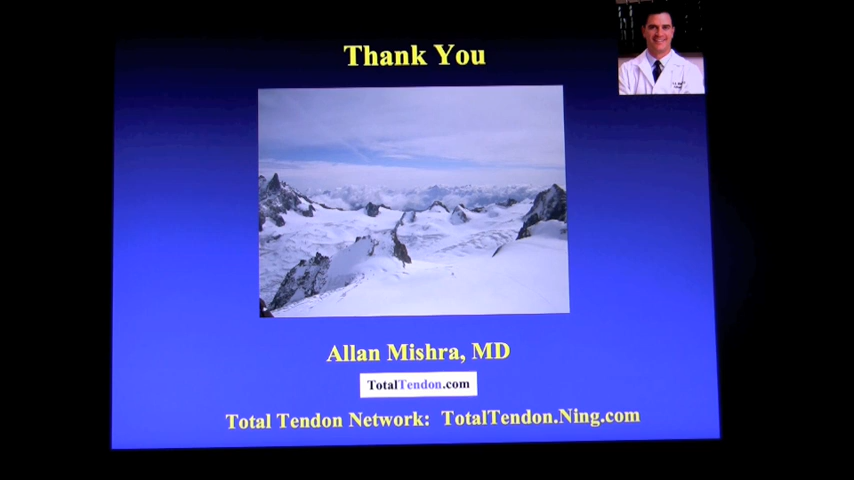 Thank You
Allan Mishra, MD
TotalTendon.com
Total Tendon Network: TotalTendon.Ning.com